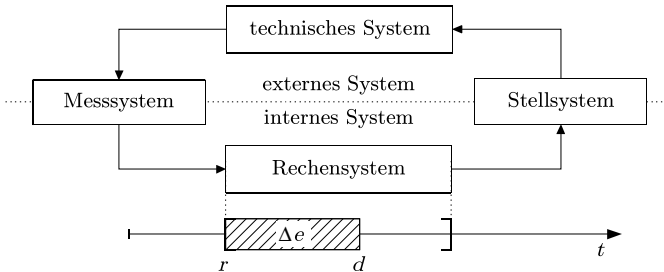 technisches System
externes System
Messsystem
Stellsystem
internes System
Rechensystem
Δe
r
d
t